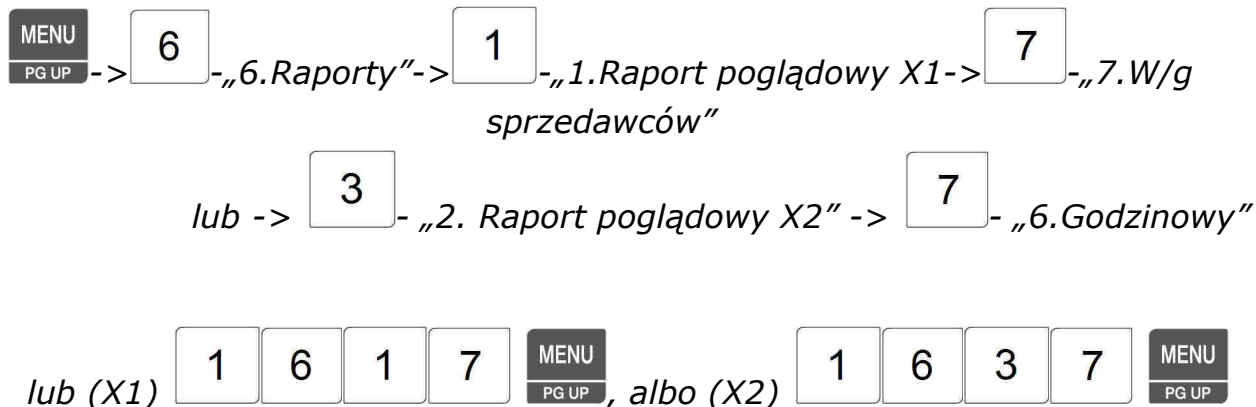 MENU PG UP -> 6 -„6.Raporty”-> 1 -„1.Raport poglądowy X1-> 7 -„7.W/g
sprzedawców”
lub -> 3 - „2. Raport poglądowy X2” -> 7 - „6.Godzinowy”
lub (X1) 1 6 1 7 MENU PG UP , albo (X2) 1 6 3 7 MENU PG UP